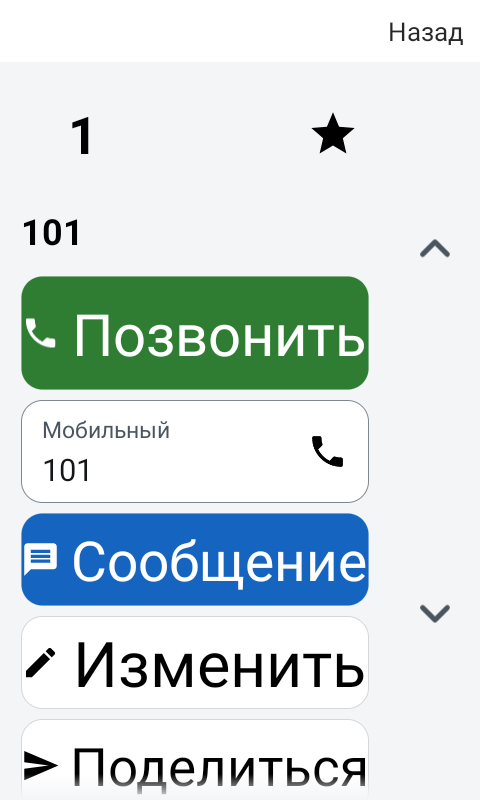 Назад
1
101
Позвонить
Мобильный
101
Сообщение
Изменить
Поделиться